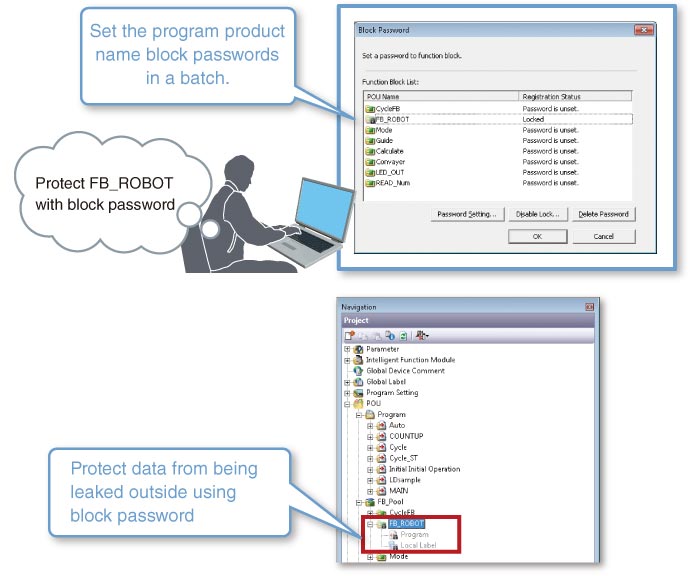 Set the program product
name block passwords
in a batch.
Block Password
Set a password to function block.
Function Block List:
POU Name Registration Status
CycleFB Password is unset.
FB_ROBOT Locked
Mode Password is unset.
Guide Password is unset.
Calculate Password is unset.
Convayer Password is unset.
LED_OUT Password is unset.
READ_Num Password is unset.
Password Setting... Disable Lock... Delete Password
OK Cancel
Protect FB_ROBOT
with block password
Navigation
Project
Parameter
Intelligent Function Module
Global Device Comment
Global Label
Program Setting
POU
Program
Auto
COUNTUP
Cycle
Cycle_ST
Initial Initial Operation
LDsample
MAIN
FB_Pool
CycleFB
FB_ROBOT
Program
Local Label
Mode
Protect data from being
leaked outside using
block password